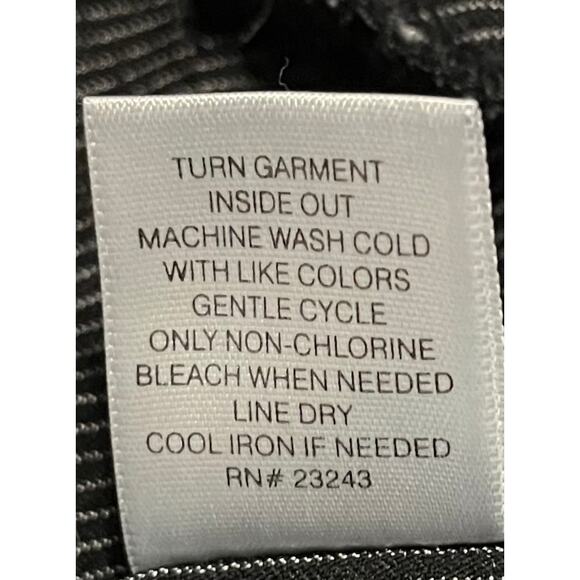 TURN GARMENT
INSIDE OUT
MACHINE WASH COLD
WITH LIKE COLORS
GENTLE CYCLE
ONLY NON-CHLORINE
BLEACH WHEN NEEDED
LINE DRY
COOL IRON IF NEEDED
RN# 23243